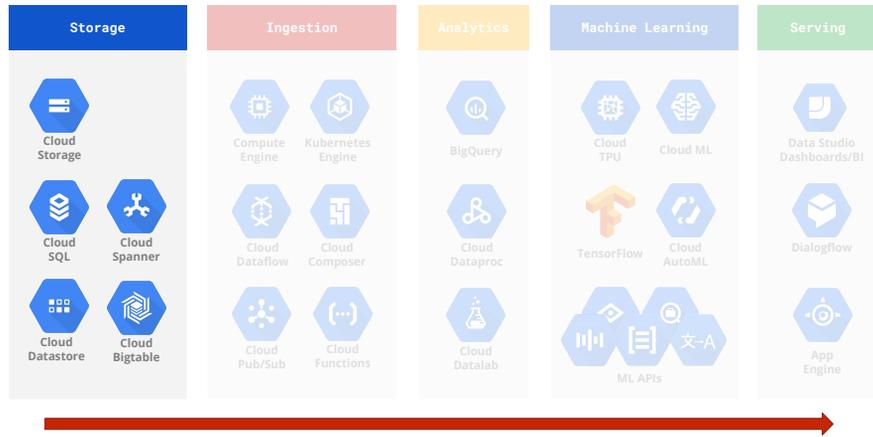 Storage
Cloud
Storage
Cloud
SQL
Cloud
Spanner
Cloud
Datastore
Cloud
Bigtable
Ingestion
Compute
Engine
Kubernetes
Engine
Cloud
Dataflow
Cloud
Composer
Cloud
Pub/Sub
Cloud
Functions
Analytics
BigQuery
Cloud
Dataproc
Cloud
Datalab
Machine Learning
Cloud
TPU
Cloud ML
TensorFlow
Cloud
AutoML
文→A
ML APIs
Serving
Data Studio
Dashboards/BI
Dialogflow
App
Engine